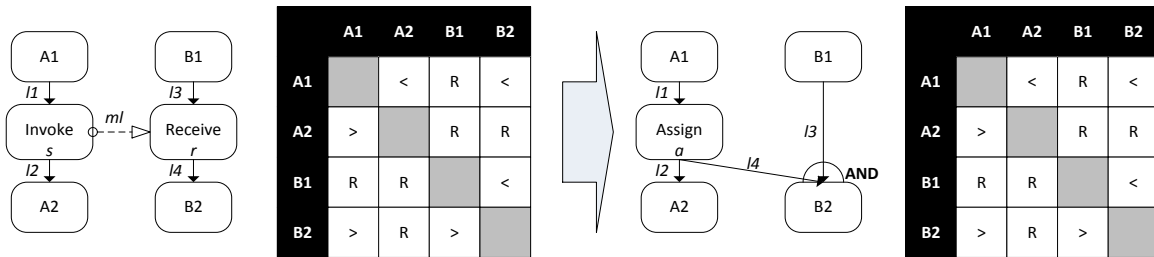 A1 B1
l1 l3
Invoke ml Receive
s r
l2 l4
A2 B2
A1 A2 B1 B2
A1 < R <
A2 > R R
B1 R R <
B2 > R >
A1 B1
l1
Assign l3
a
l2 l4 AND
A2 B2
A1 A2 B1 B2
A1 < R <
A2 > R R
B1 R R <
B2 > R >